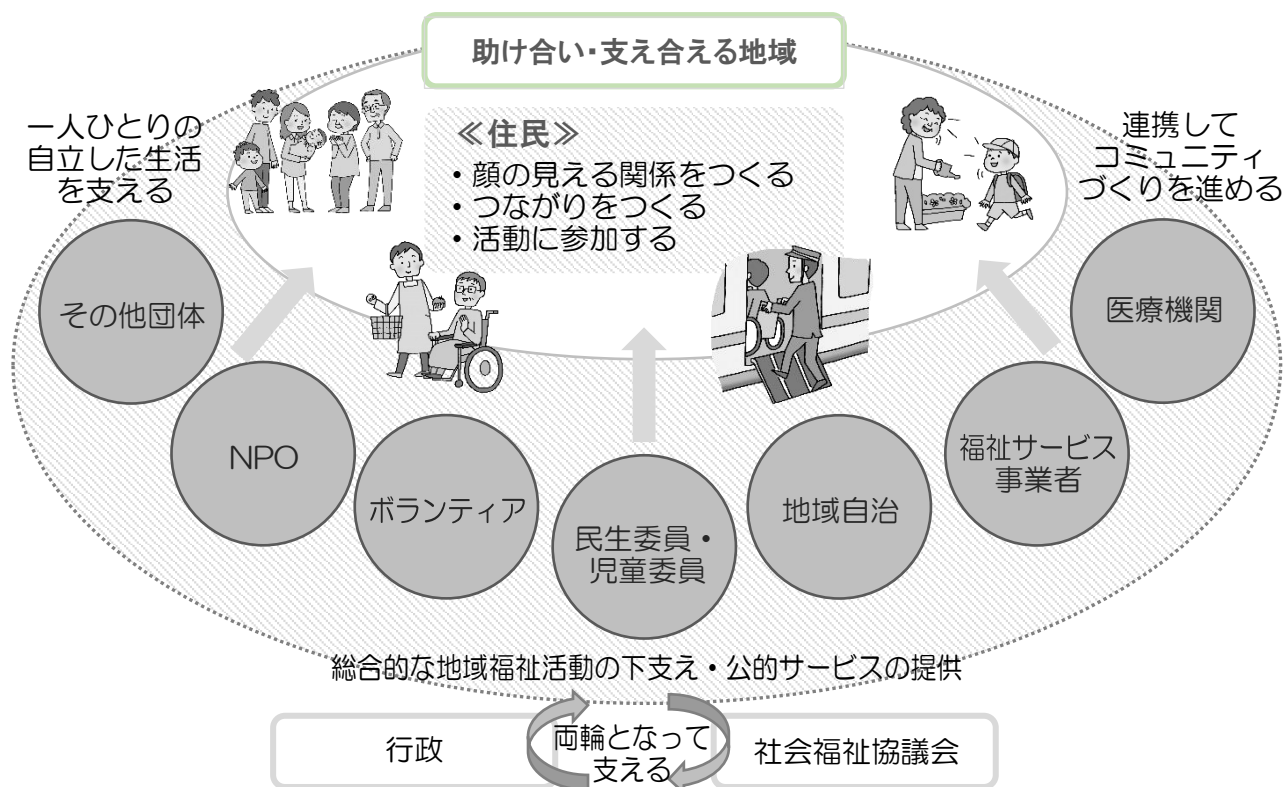 助け合い・支え合える地域
一人ひとりの
自立した生活
を支える
≪住民≫
・顔の見える関係をつくる
・つながりをつくる
・活動に参加する
連携して
コミュニティ
づくりを進める
その他団体
NPO
ボランティア
民生委員・
児童委員
地域自治
福祉サービス
事業者
医療機関
総合的な地域福祉活動の下支え・公的サービスの提供
行政
両輪となって
支える
社会福祉協議会